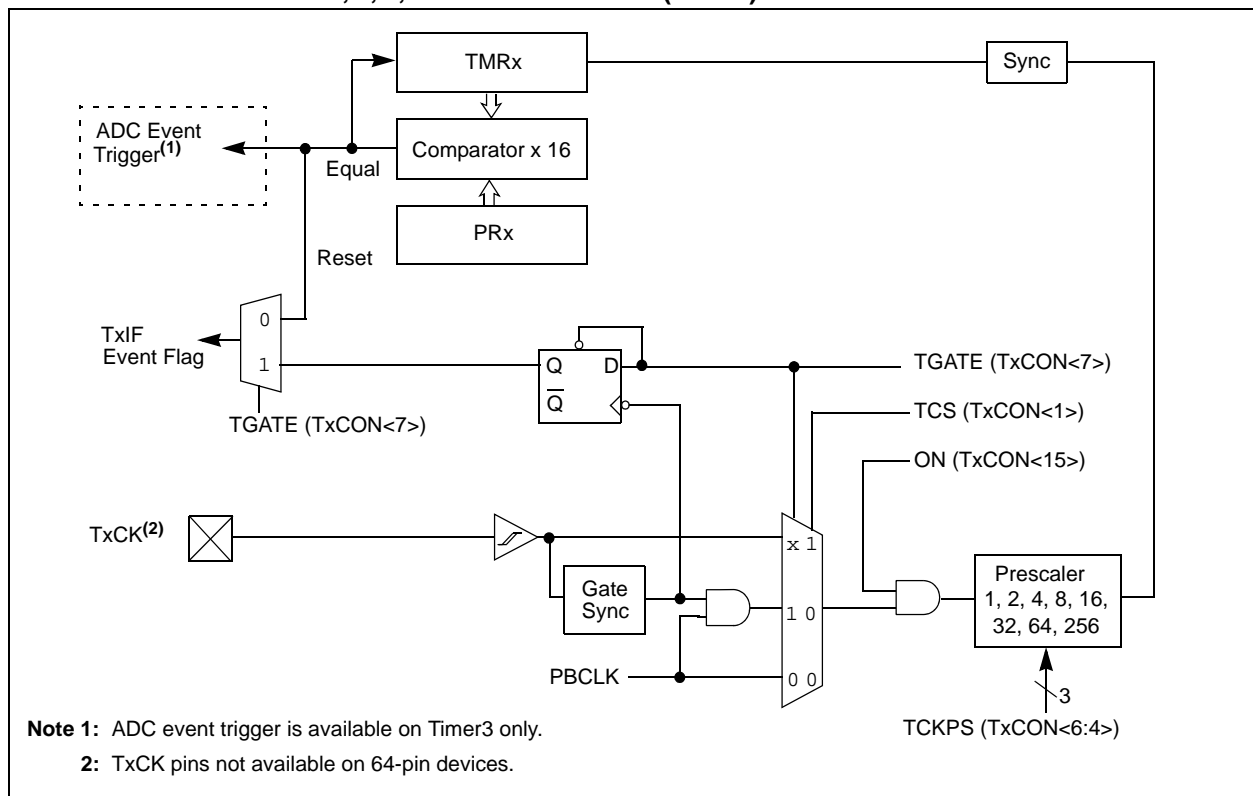 TMRx
Sync
ADC Event
Trigger(1)
Equal
Comparator x 16
PRx
Reset
0
1
TxIF
Event Flag
TGATE (TxCON<7>)
Q D
Q
TGATE (TxCON<7>)
TCS (TxCON<1>)
ON (TxCON<15>)
TxCK(2)
x 1
Gate
Sync
1 0
Prescaler
1, 2, 4, 8, 16,
32, 64, 256
PBCLK
0 0
3
TCKPS (TxCON<6:4>)
Note 1: ADC event trigger is available on Timer3 only.
2: TxCK pins not available on 64-pin devices.